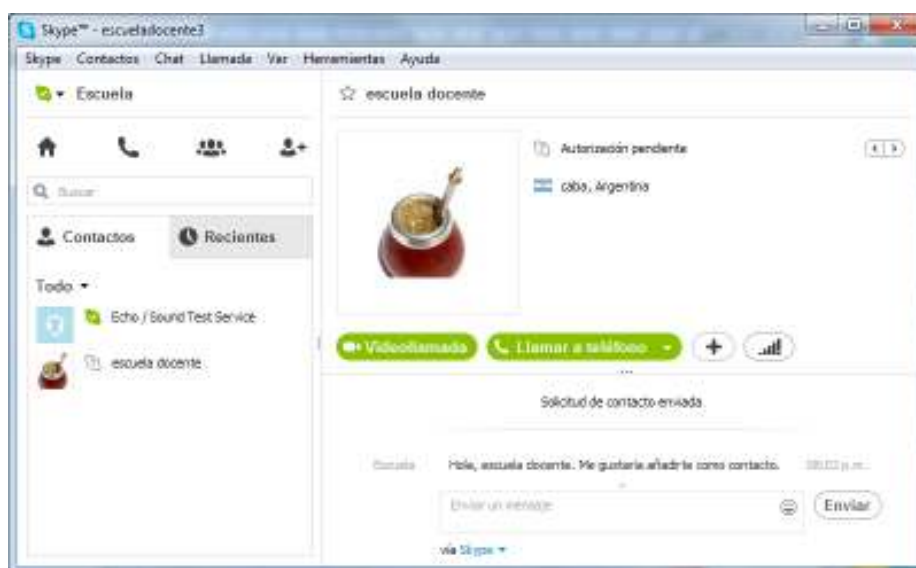 Skype™ - escueladocente3
Skype Contactos Chat Llamada Ver Herramientas Ayuda
Escuela
Buscar
Contactos
Recientes
Todo
Echo / Sound Test Service
escuela docente
escuela docente
Autorización pendiente
caba, Argentina
Videollamada
Llamar a teléfono
Solicitud de contacto enviada
Escuela
Hola, escuela docente. Me gustaría añadirte como contacto.
p.m.
Enviar un mensaje
Enviar
vía Skype